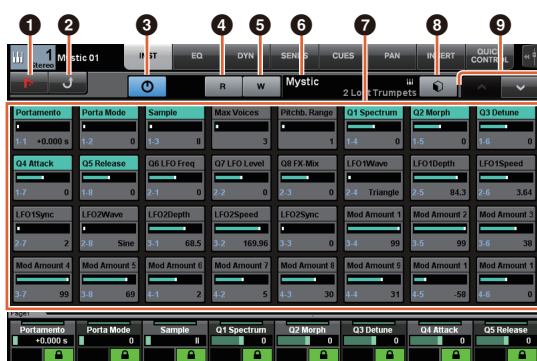 1 2 3 4 5 6 7 8 9
1 Stereo Mystic 01 INST EQ DYN SENDS CUES PAN INSERT QUICK CONTROL
R W Mystic
2 Lost Trumpets
Portamento Porta Mode Sample Max Voices Pitchb. Range Q1 Spectrum Q2 Morph Q3 Detune
1-1 +0.000 s 1-2 0 1-3 II 3 1 1-4 0 1-5 0 1-6 0
Q4 Attack Q5 Release Q6 LFO Freq Q7 LFO Level Q8 FX-Mix LFO1Wave LFO1Depth LFO1Speed
1-7 0 1-8 0 2-1 0 2-2 0 2-3 0 2-4 Triangle 2-5 84.3 2-6 3.64
LFO1Sync LFO2Wave LFO2Depth LFO2Speed LFO2Sync Mod Amount 1 Mod Amount 2 Mod Amount 3
2-7 2 2-8 Sine 3-1 68.5 3-2 169.96 3-3 0 3-4 99 3-5 99 3-6 38
Mod Amount 4 Mod Amount 5 Mod Amount 6 Mod Amount 7 Mod Amount 8 Mod Amount 9 Mod Amount 1 Mod Amount 1
3-7 99 3-8 69 4-1 2 4-2 5 4-3 30 4-4 31 4-5 -58 4-6 0
Page1
Portamento Porta Mode Sample Q1 Spectrum Q2 Morph Q3 Detune Q4 Attack Q5 Release
+0.000 s 0 II 0 0 0 0 0